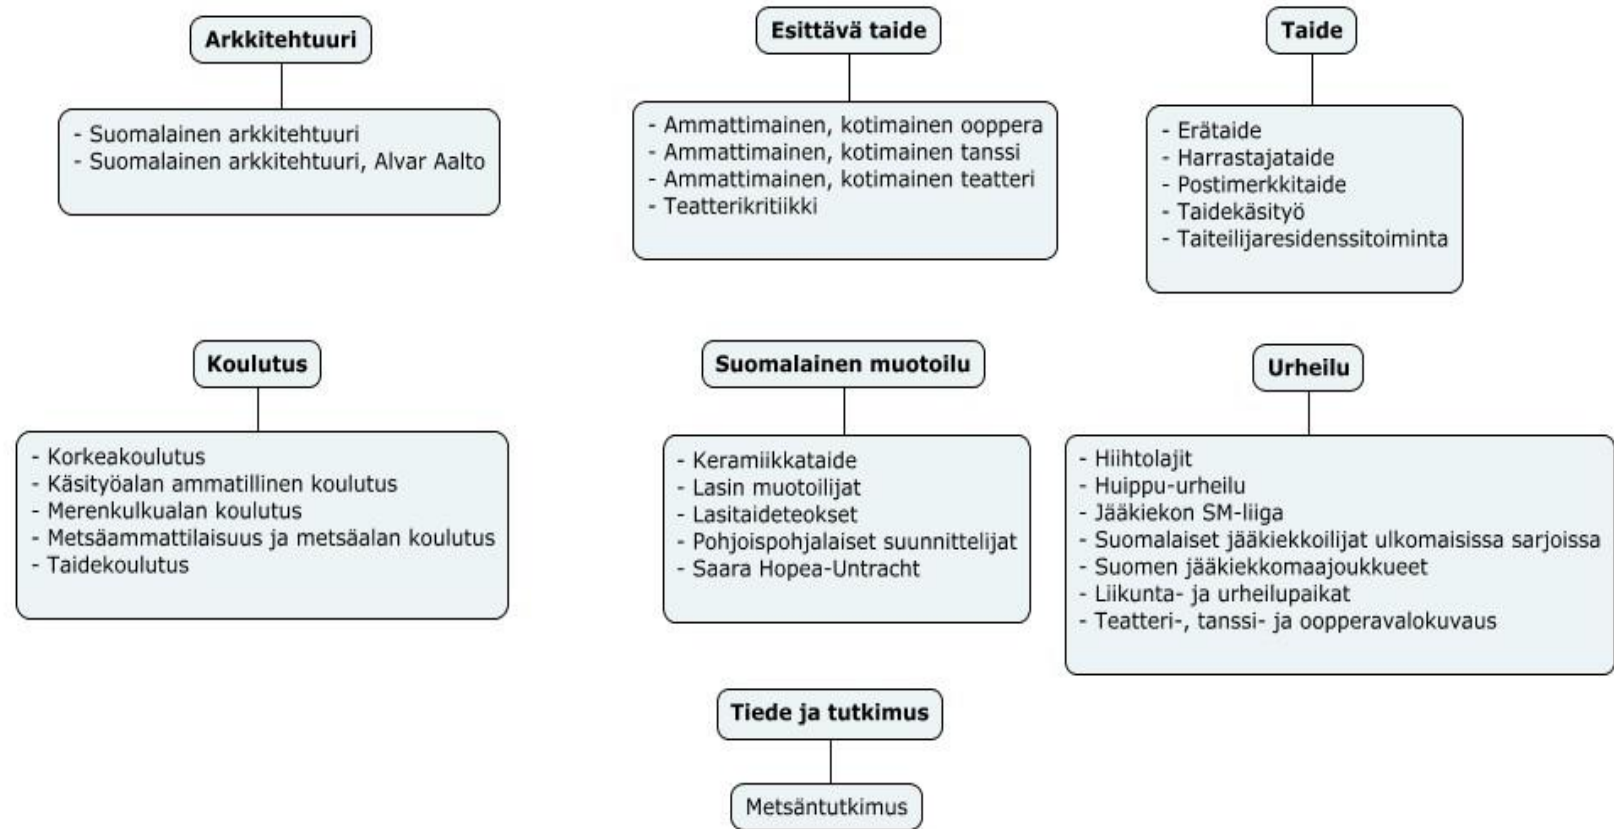 Arkkitehtuuri
- Suomalainen arkkitehtuuri
- Suomalainen arkkitehtuuri, Alvar Aalto
Esittävä taide
- Ammattimainen, kotimainen ooppera
- Ammattimainen, kotimainen tanssi
- Ammattimainen, kotimainen teatteri
- Teatterikritiikki
Taide
- Erätaide
- Harrastajataide
- Postimerkkitaide
- Taidekäsityö
- Taiteilijaresidenssitoiminta
Koulutus
- Korkeakoulutus
- Käsityöalan ammatillinen koulutus
- Merenkulkualan koulutus
- Metsäammattilaisuus ja metsäalan koulutus
- Taidekoulutus
Suomalainen muotoilu
- Keramiikkataide
- Lasin muotoilijat
- Lasitaideteokset
- Pohjoispohjalaiset suunnittelijat
- Saara Hopea-Untracht
Urheilu
- Hiihtolajit
- Huippu-urheilu
- Jääkiekon SM-liiga
- Suomalaiset jääkiekkoilijat ulkomaisissa sarjoissa
- Suomen jääkiekkomaajoukkueet
- Liikunta- ja urheilupaikat
- Teatteri-, tanssi- ja oopperavalokuvaus
Tiede ja tutkimus
Metsäntutkimus